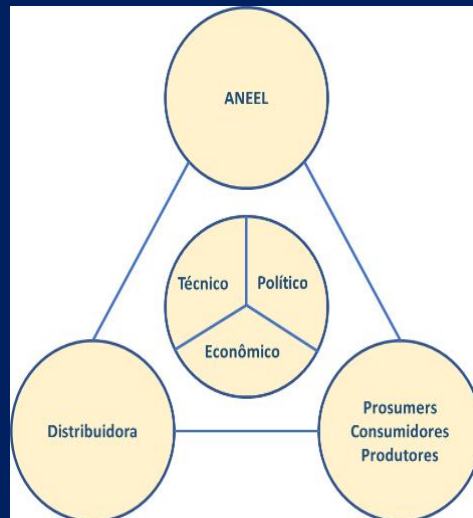 ANEEL
Técnico
Político
Econômico
Distribuidora
Prosumers
Consumidores
Produtores